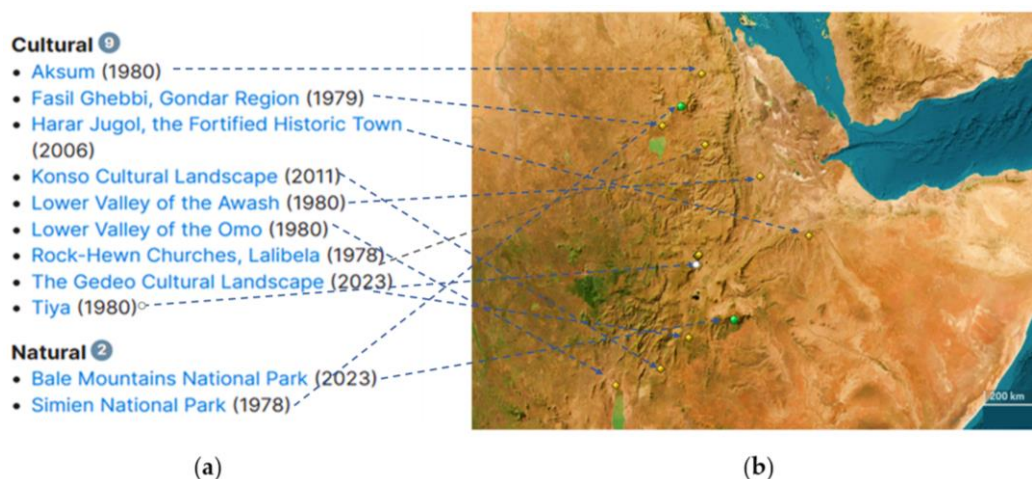 Cultural 9
• Aksum (1980)
• Fasil Ghebbi, Gondar Region (1979)
• Harar Jugol, the Fortified Historic Town
(2006)
• Konso Cultural Landscape (2011)
• Lower Valley of the Awash (1980)
• Lower Valley of the Omo (1980)
• Rock-Hewn Churches, Lalibela (1978)
• The Gedeo Cultural Landscape (2023)
• Tiya (1980)
Natural 2
• Bale Mountains National Park (2023)
• Simien National Park (1978)
200 km
(a)
(b)